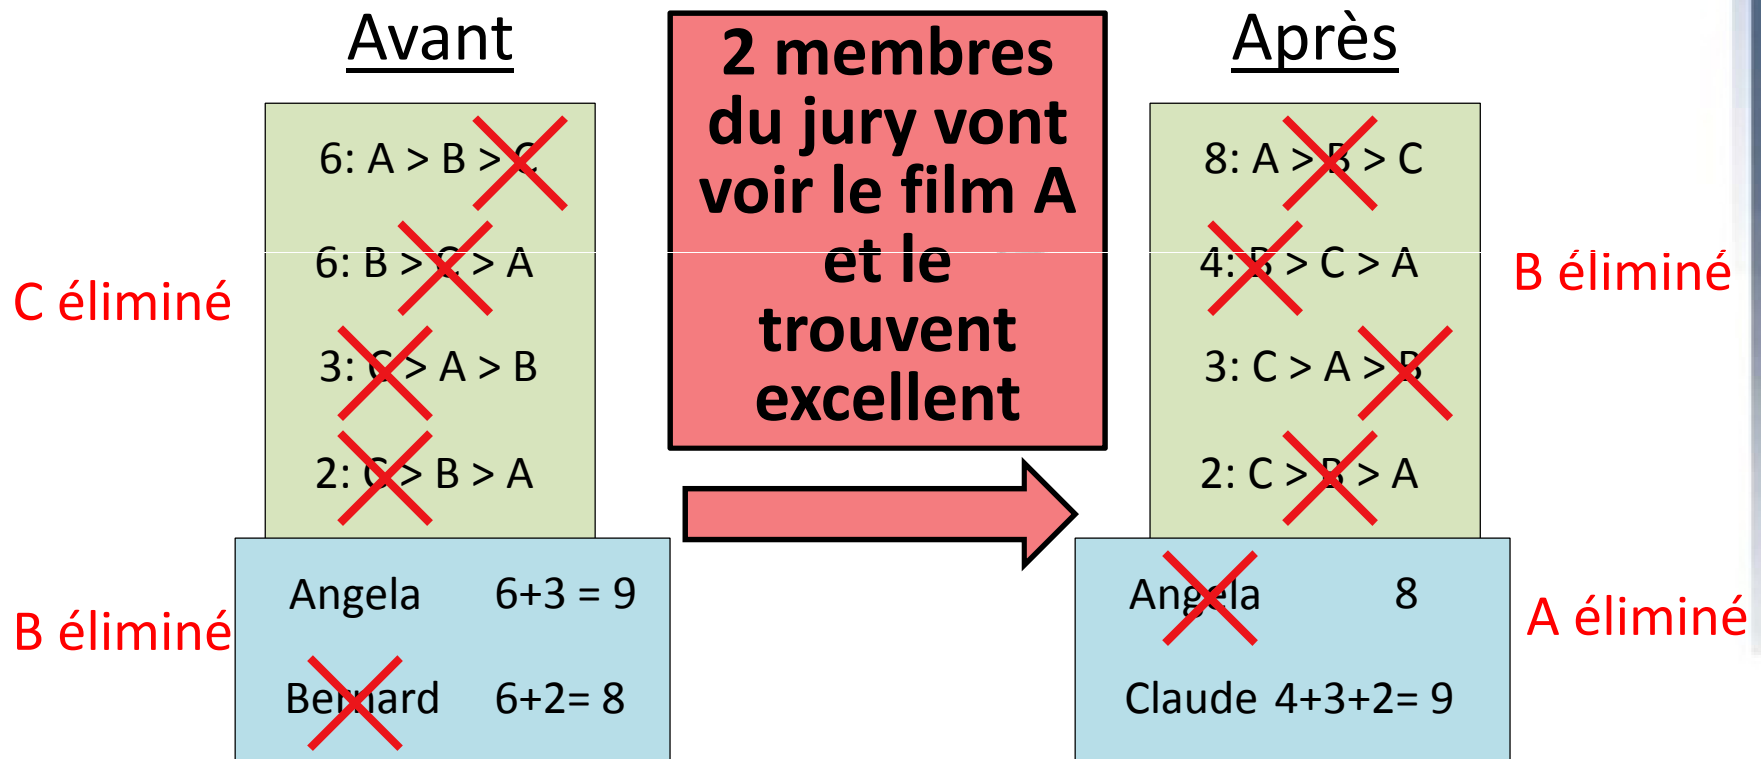 Avant
6: A > B > C
6: B > C > A
3: C > A > B
2: C > B > A
C éliminé
Angela 6+3 = 9
Bernard 6+2= 8
B éliminé
2 membres
du jury vont
voir le film A
et le
trouvent
excellent
Après
8: A > B > C
4: B > C > A
3: C > A > B
2: C > B > A
B éliminé
Angela 8
Claude 4+3+2= 9
A éliminé